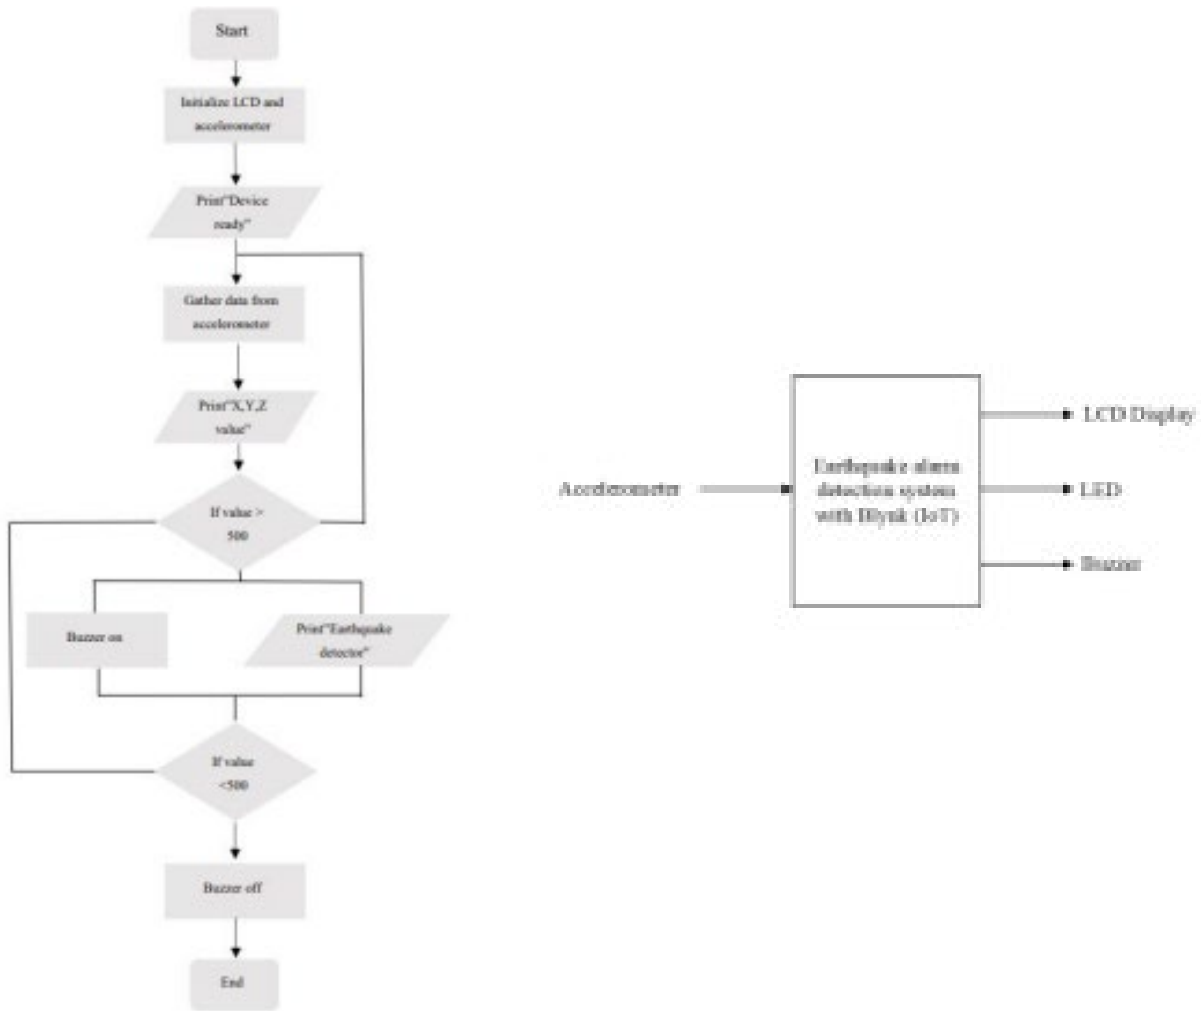 Start
Initialize LCD and
accelerometer
Print"Device
ready"
Gather data from
accelerometer
Print"X,Y,Z
value"
If value >
500
Buzzer on
Print"Earthquake
detector"
If value
<500
Buzzer off
End
Accelerometer
Earthquake alarm
detection system
with Blynk (IoT)
LCD Display
LED
Buzzer